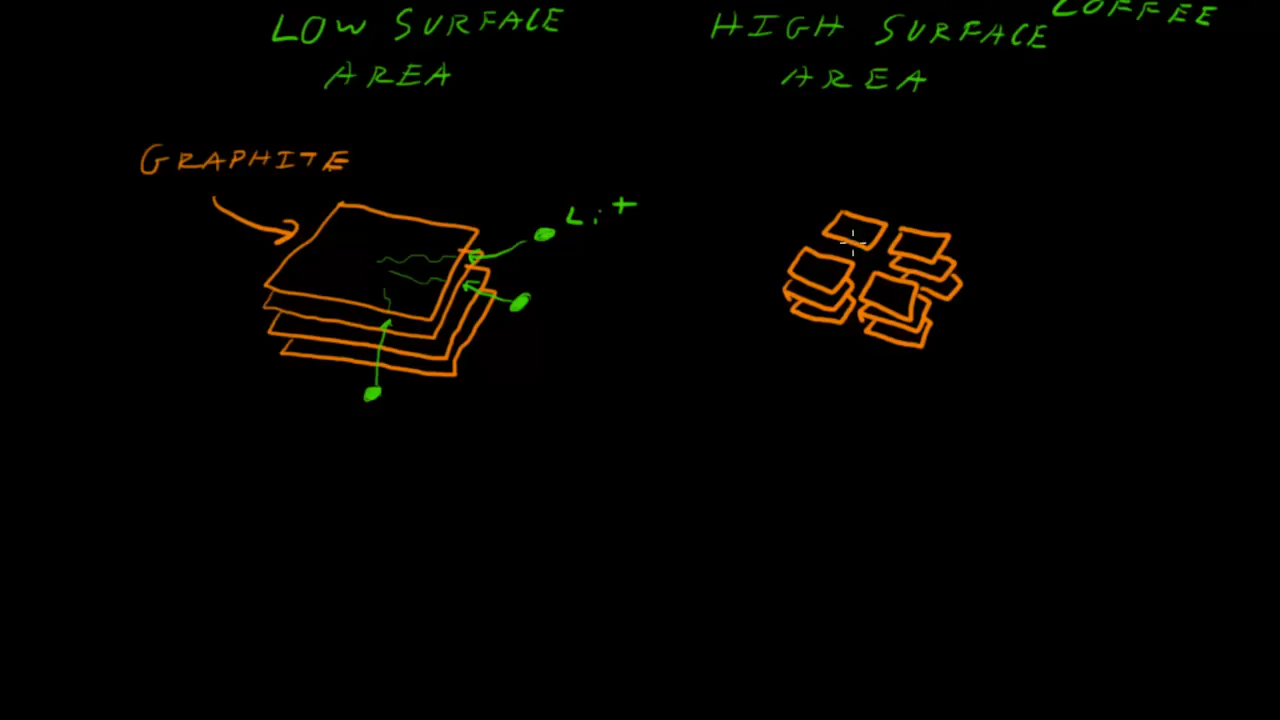 LOW SURFACE
AREA
HIGH SURFACE
AREA
COFFEE
GRAPHITE
Li+